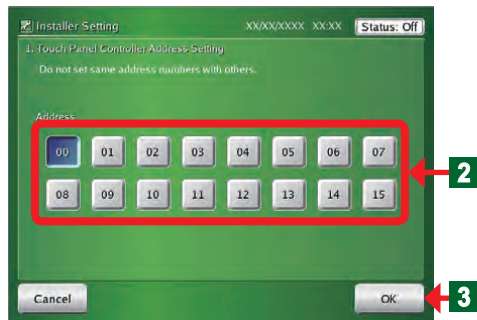 Installer Setting XX/XX/XXXX XX:XX Status: Off
1. Touch Panel Controller Address Setting
Do not set same address numbers with others.
Address
00 01 02 03 04 05 06 07
2
08 09 10 11 12 13 14 15
Cancel OK 3